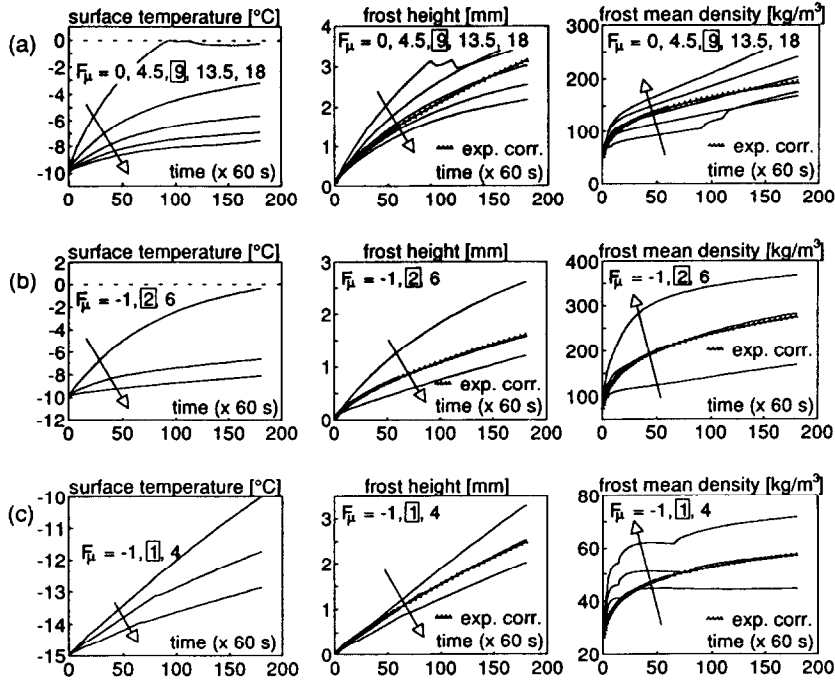 surface temperature [°C]
frost height [mm]
frost mean density [kg/m³]
(a)
0
-2
-4
-6
-8
-10
F_μ = 0, 4.5, 9, 13.5, 18
time (x 60 s)
0 50 100 150 200
4
3
2
1
0
F_μ = 0, 4.5, 9, 13.5, 18
exp. corr.
time (x 60 s)
0 50 100 150 200
300
200
100
0
F_μ = 0, 4.5, 9, 13.5, 18
exp. corr.
time (x 60 s)
0 50 100 150 200
surface temperature [°C]
frost height [mm]
frost mean density [kg/m³]
(b)
2
0
-2
-4
-6
-8
-10
-12
F_μ = -1, 2, 6
time (x 60 s)
0 50 100 150 200
3
2
1
0
F_μ = -1, 2, 6
exp. corr.
time (x 60 s)
0 50 100 150 200
400
300
200
100
F_μ = -1, 2, 6
exp. corr.
time (x 60 s)
0 50 100 150 200
surface temperature [°C]
frost height [mm]
frost mean density [kg/m³]
(c)
-10
-11
-12
-13
-14
-15
F_μ = -1, 1, 4
time (x 60 s)
0 50 100 150 200
3
2
1
0
F_μ = -1, 1, 4
exp. corr.
time (x 60 s)
0 50 100 150 200
80
60
40
20
F_μ = -1, 1, 4
exp. corr.
time (x 60 s)
0 50 100 150 200